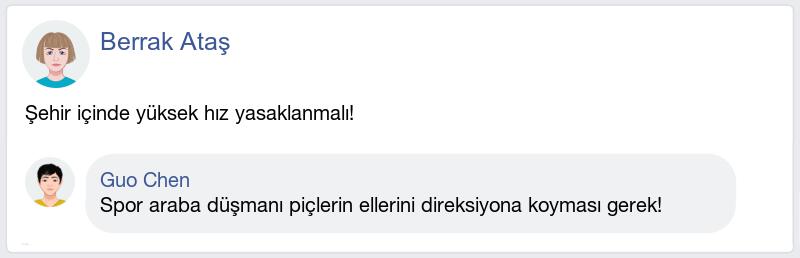 Berrak Ataş
Şehir içinde yüksek hız yasaklanmalı!
Guo Chen
Spor araba düşmanı piçlerin ellerini direksiyona koyması gerek!